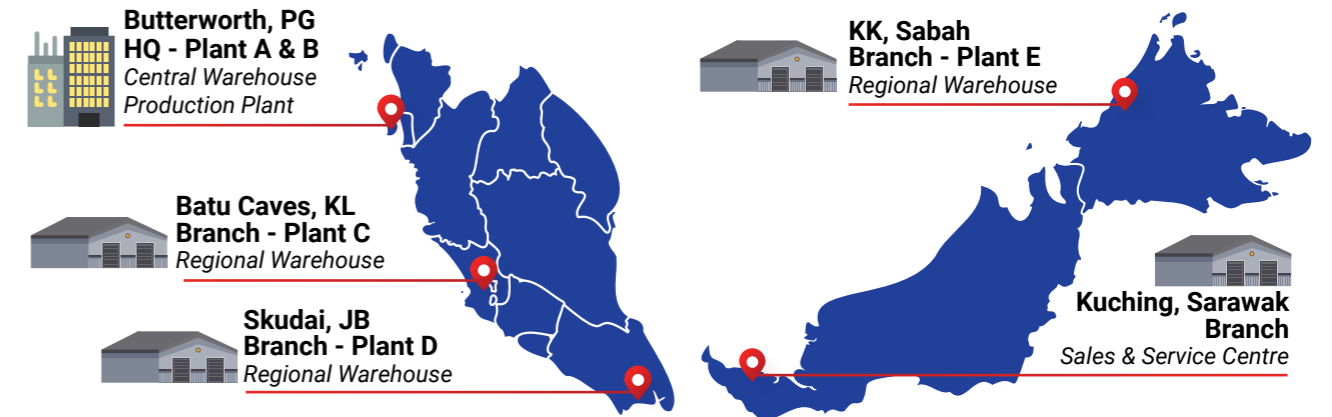 Butterworth, PG
HQ - Plant A & B
Central Warehouse
Production Plant
KK, Sabah
Branch - Plant E
Regional Warehouse
Batu Caves, KL
Branch - Plant C
Regional Warehouse
Kuching, Sarawak
Branch
Sales & Service Centre
Skudai, JB
Branch - Plant D
Regional Warehouse